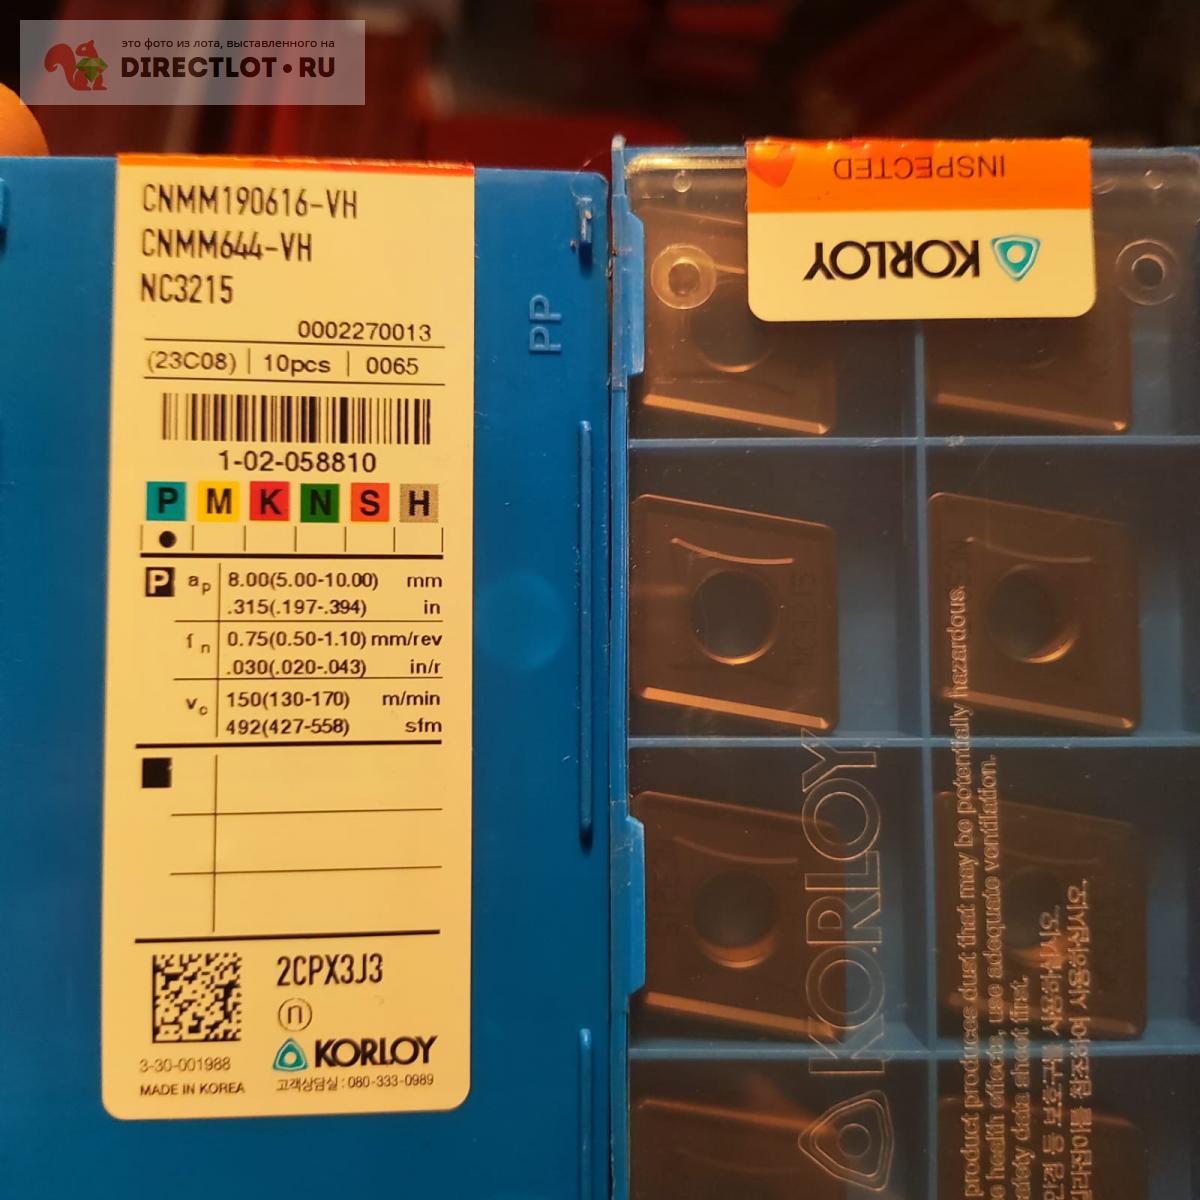 это фото из лота, выставленного на
DIRECTLOT•RU
CNMM190616-VH
CNMM644-VH
NC3215
0002270013
(23C08) 10pcs 0065
1-02-058810
P M K N S H
P ap 8.00(5.00-10.00) mm
.315(.197-.394) in
fn 0.75(0.50-1.10) mm/rev
.030(.020-.043) in/r
vc 150(130-170) m/min
492(427-558) sfm
2CPX3J3
n
3-30-001988
KORLOY
MADE IN KOREA
고객상담실 : 080-333-0989
PP
INSPECTED
KORLOY
NC3215
KORLOY
product produces dust that may be potentially hazardous.
health effects, use adequate ventilation.
data sheet first.